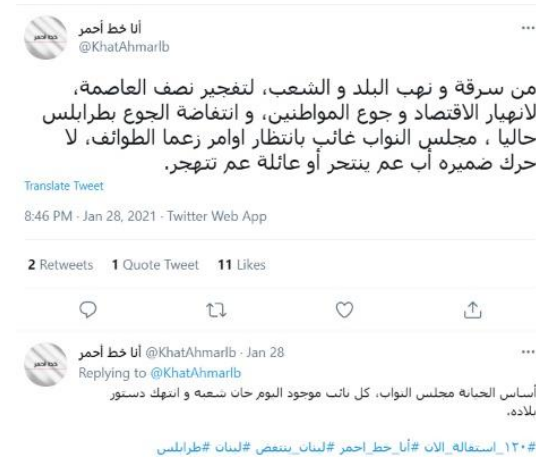 أنا خط أحمر
@KhatAhmarlb
من سرقة و نهب البلد و الشعب، لتفجير نصف العاصمة،
لانهيار الاقتصاد و جوع المواطنين، و انتفاضة الجوع بطرابلس
حاليا ، مجلس النواب غائب بانتظار اوامر زعما الطوائف، لا
حرك ضميره أب عم ينتحر أو عائلة عم تتهجر.
Translate Tweet
8:46 PM · Jan 28, 2021 · Twitter Web App
2 Retweets 1 Quote Tweet 11 Likes
أنا خط أحمر @KhatAhmarlb · Jan 28
Replying to @KhatAhmarlb
أساس الخيانة مجلس النواب، كل نائب موجود اليوم خان شعبه و انتهك دستور
بلاده.
#١٢٠_استقالة_الآن #أنا_خط_احمر #لبنان_ينتفض #لبنان #طرابلس